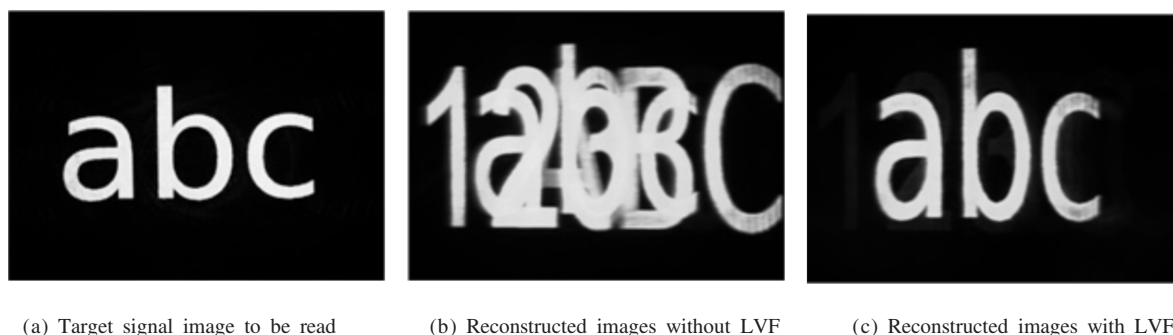 abc
abc
(a) Target signal image to be read
(b) Reconstructed images without LVF
(c) Reconstructed images with LVF